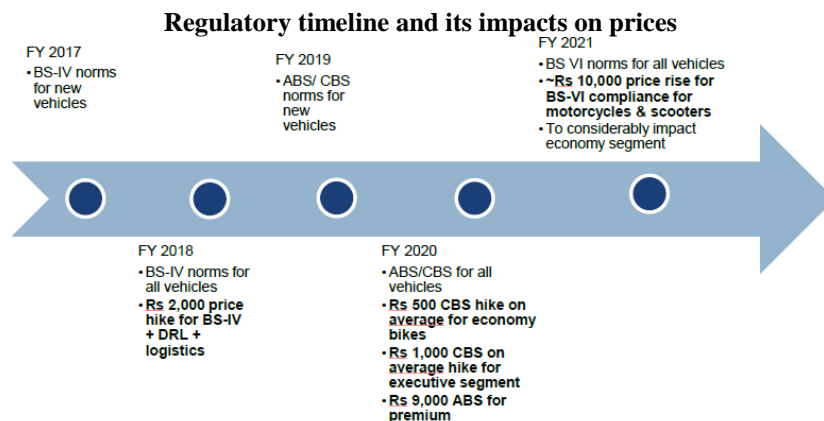 Regulatory timeline and its impacts on prices
FY 2017
• BS-IV norms
for new
vehicles
FY 2019
• ABS/ CBS
norms for
new
vehicles
FY 2021
• BS VI norms for all vehicles
• ~Rs 10,000 price rise for
BS-VI compliance for
motorcycles & scooters
• To considerably impact
economy segment
FY 2018
• BS-IV norms for
all vehicles
• Rs 2,000 price
hike for BS-IV
+ DRL +
logistics
FY 2020
• ABS/CBS for all
vehicles
• Rs 500 CBS hike on
average for economy
bikes
• Rs 1,000 CBS on
average hike for
executive segment
• Rs 9,000 ABS for
premium